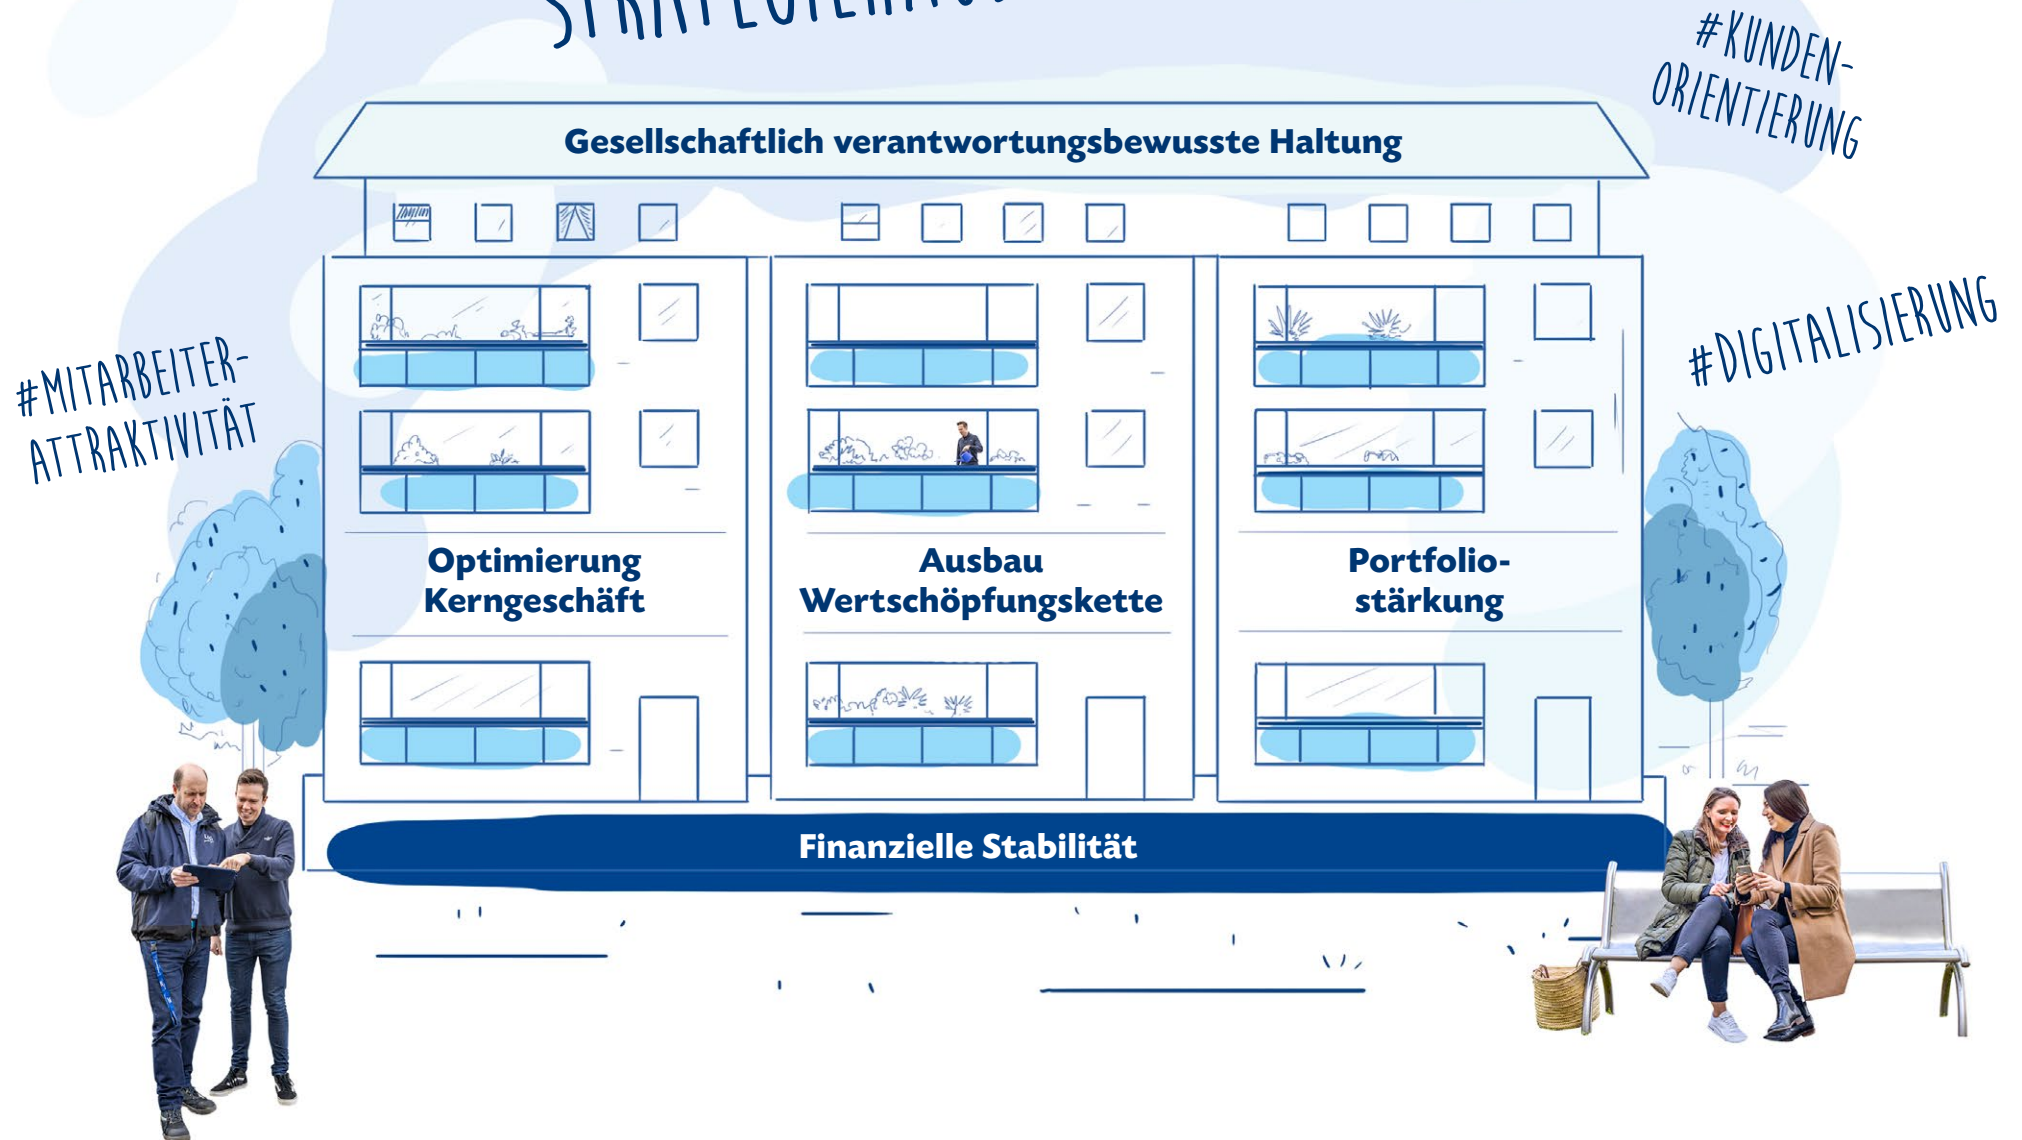 #KUNDEN-
ORIENTIERUNG
Gesellschaftlich verantwortungsbewusste Haltung
#DIGITALISIERUNG
#MITARBEITER-
ATTRAKTIVITÄT
Optimierung
Kerngeschäft
Ausbau
Wertschöpfungskette
Portfolio-
stärkung
Finanzielle Stabilität